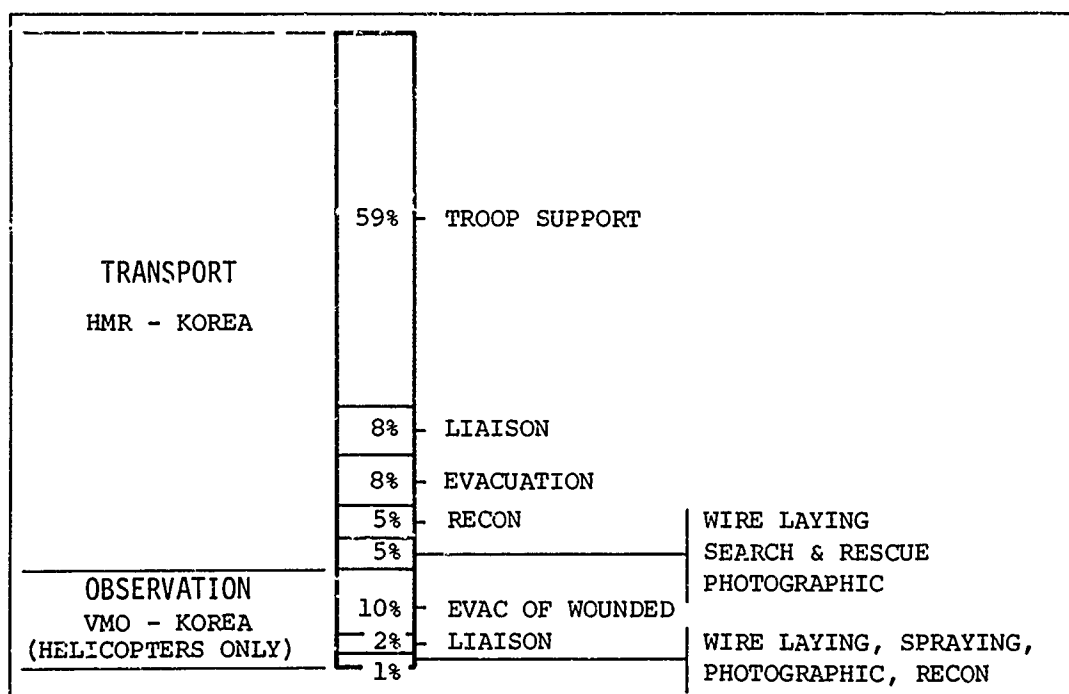 59% TROOP SUPPORT
TRANSPORT
HMR - KOREA
8% LIAISON
8% EVACUATION
5% RECON
5%
WIRE LAYING
SEARCH & RESCUE
PHOTOGRAPHIC
OBSERVATION
VMO - KOREA
(HELICOPTERS ONLY)
10% EVAC OF WOUNDED
2% LIAISON
1%
WIRE LAYING, SPRAYING,
PHOTOGRAPHIC, RECON